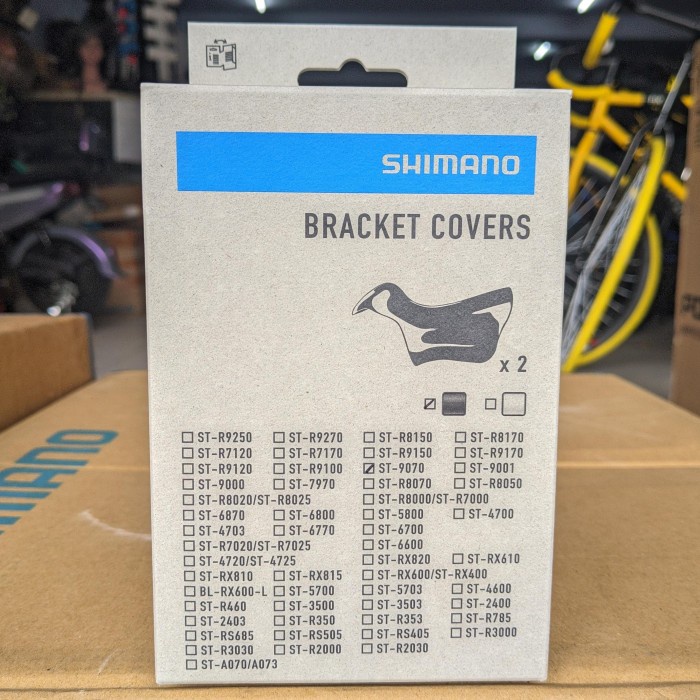 SHIMANO
BRACKET COVERS
x 2
ST-R9250 ST-R9270 ST-R8150 ST-R8170
ST-R7120 ST-R7170 ST-R9150 ST-R9170
ST-R9120 ST-R9100 ST-9070 ST-9001
ST-9000 ST-7970 ST-R8070 ST-R8050
ST-R8020/ST-R8025 ST-R8000/ST-R7000
ST-6870 ST-6800 ST-5800 ST-4700
ST-4703 ST-6770 ST-6700
ST-R7020/ST-R7025 ST-6600
ST-4720/ST-4725 ST-RX820 ST-RX610
ST-RX810 ST-RX815 ST-RX600/ST-RX400
BL-RX600-L ST-5700 ST-5703 ST-4600
ST-R460 ST-3500 ST-3503 ST-2400
ST-2403 ST-R350 ST-R353 ST-R785
ST-RS685 ST-RS505 ST-RS405 ST-R3000
ST-R3030 ST-R2000 ST-R2030
ST-A070/A073